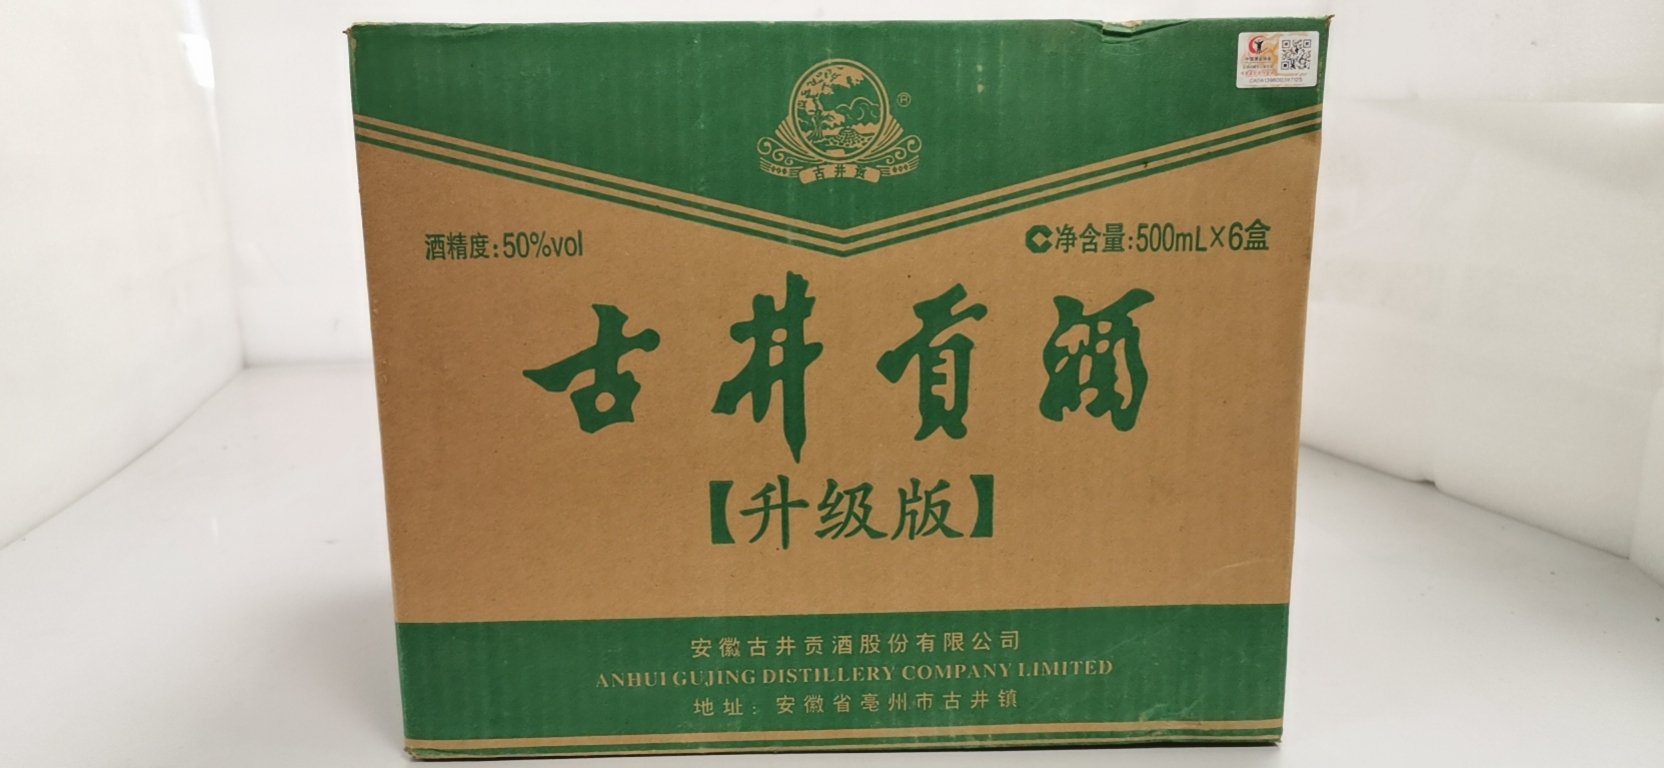 古井贡
酒精度:50%vol
净含量:500mL×6盒
古井贡酒
【升级版】
安徽古井贡酒股份有限公司
ANHUI GUJING DISTILLERY COMPANY LIMITED
地址:安徽省亳州市古井镇